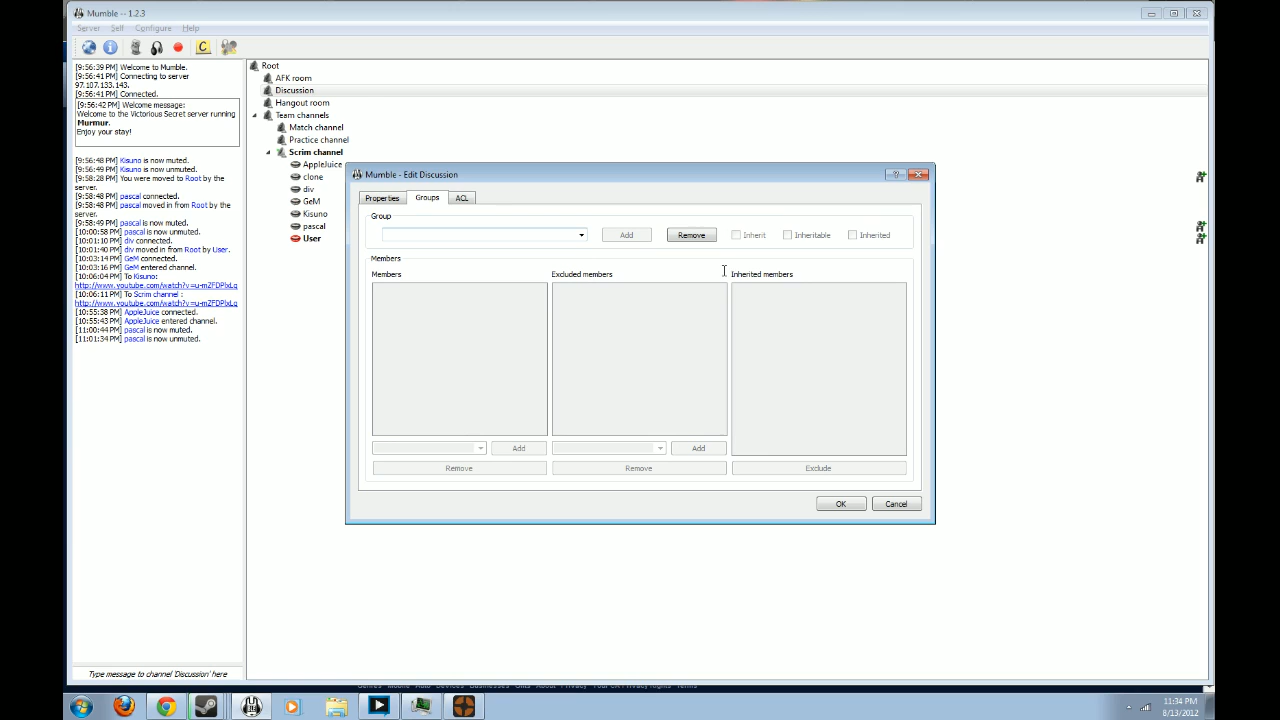 Mumble -- 1.2.3
Server Self Configure Help
[9:56:39 PM] Welcome to Mumble.
[9:56:41 PM] Connecting to server
97.107.133.143.
[9:56:41 PM] Connected.
[9:56:42 PM] Welcome message:
Welcome to the Victorious Secret server running
Murmur.
Enjoy your stay!
[9:56:48 PM] Kisuno is now muted.
[9:56:49 PM] Kisuno is now unmuted.
[9:58:28 PM] You were moved to Root by the
server.
[9:58:48 PM] pascal connected.
[9:58:48 PM] pascal moved in from Root by the
server.
[9:58:49 PM] pascal is now muted.
[10:00:58 PM] pascal is now unmuted.
[10:01:10 PM] div connected.
[10:01:40 PM] div moved in from Root by User.
[10:03:14 PM] GeM connected.
[10:03:16 PM] GeM entered channel.
[10:06:04 PM] To
Kisuno:
http://www.youtube.com/watch?v=u-mZFDPlxLg
[10:06:11 PM] To Scrim channel :
http://www.youtube.com/watch?v=u-mZFDPlxLg
[10:55:38 PM] AppleJuice connected.
[10:55:43 PM] AppleJuice entered channel.
[11:00:44 PM] pascal is now muted.
[11:01:34 PM] pascal is now unmuted.
Type message to channel 'Discussion' here
Root
AFK room
Discussion
Hangout room
Team channels
Match channel
Practice channel
Scrim channel
AppleJuice
clone
div
GeM
Kisuno
pascal
User
Mumble - Edit Discussion
Properties Groups ACL
Group
Add Remove Inherit Inheritable Inherited
Members
Members Excluded members Inherited members
Add Add
Remove Remove Exclude
OK Cancel
11:34 PM
8/13/2012